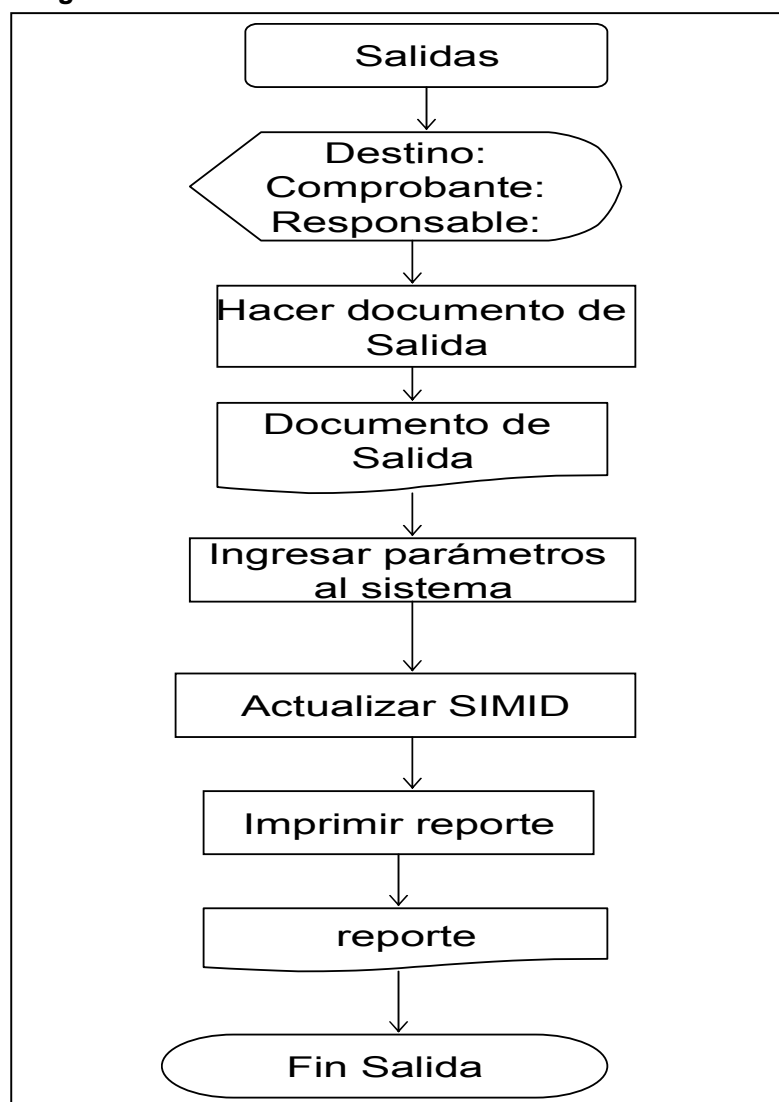 Salidas
Destino:
Comprobante:
Responsable:
Hacer documento de
Salida
Documento de
Salida
Ingresar parámetros
al sistema
Actualizar SIMID
Imprimir reporte
reporte
Fin Salida